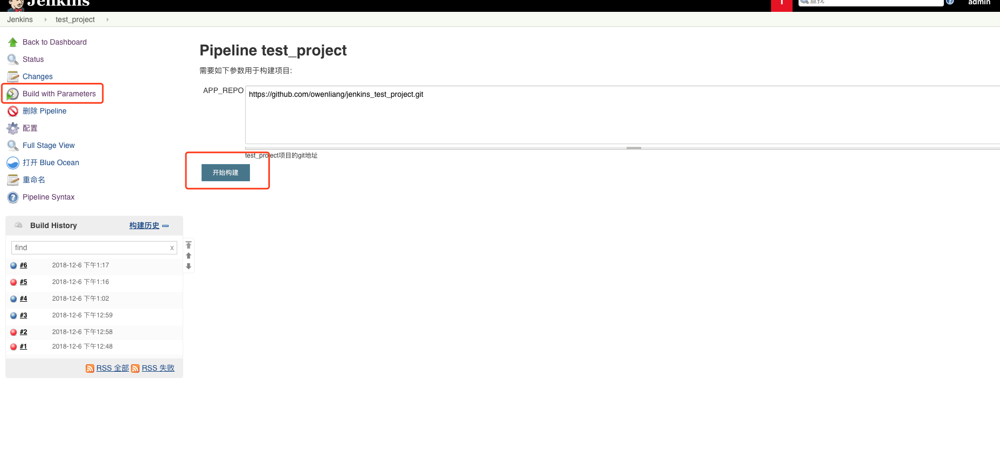 Jenkins
1
查找
admin
Jenkins
test_project
Back to Dashboard
Status
Changes
Build with Parameters
删除 Pipeline
配置
Full Stage View
打开 Blue Ocean
重命名
Pipeline Syntax
Build History
构建历史
find
x
#6 2018-12-6 下午1:17
#5 2018-12-6 下午1:16
#4 2018-12-6 下午1:02
#3 2018-12-6 下午12:59
#2 2018-12-6 下午12:58
#1 2018-12-6 下午12:48
RSS 全部 RSS 失败
Pipeline test_project
需要如下参数用于构建项目:
APP_REPO
https://github.com/owenliang/jenkins_test_project.git
test_project项目的git地址
开始构建